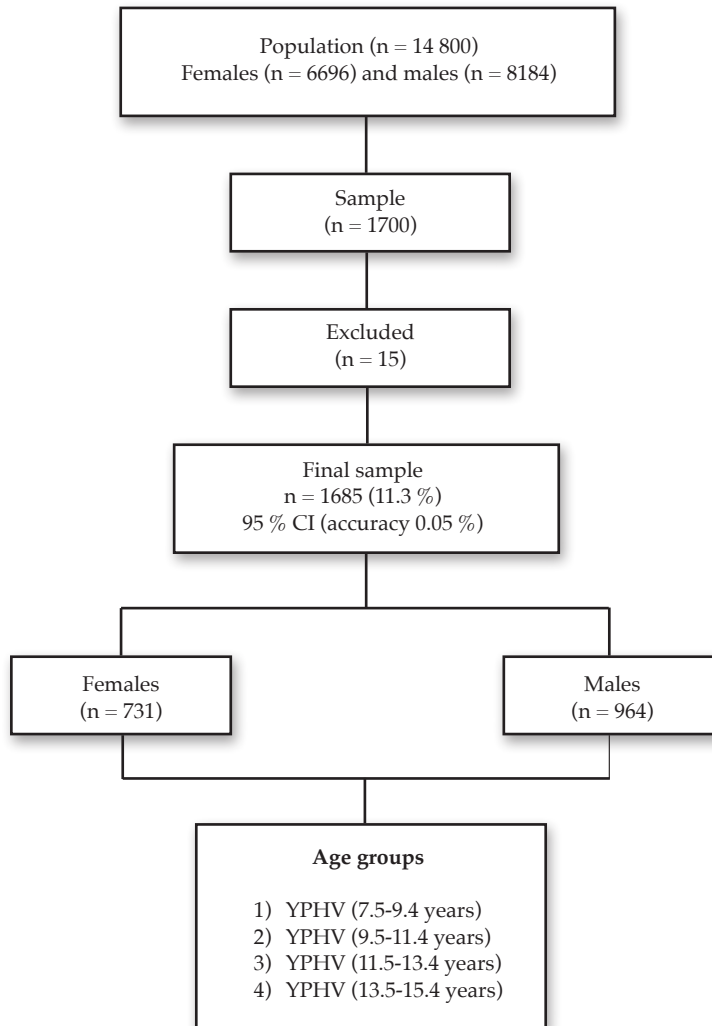 Population (n = 14 800)
Females (n = 6696) and males (n = 8184)
Sample
(n = 1700)
Excluded
(n = 15)
Final sample
n = 1685 (11.3 %)
95 % CI (accuracy 0.05 %)
Females
(n = 731)
Males
(n = 964)
Age groups
1) YPHV (7.5-9.4 years)
2) YPHV (9.5-11.4 years)
3) YPHV (11.5-13.4 years)
4) YPHV (13.5-15.4 years)